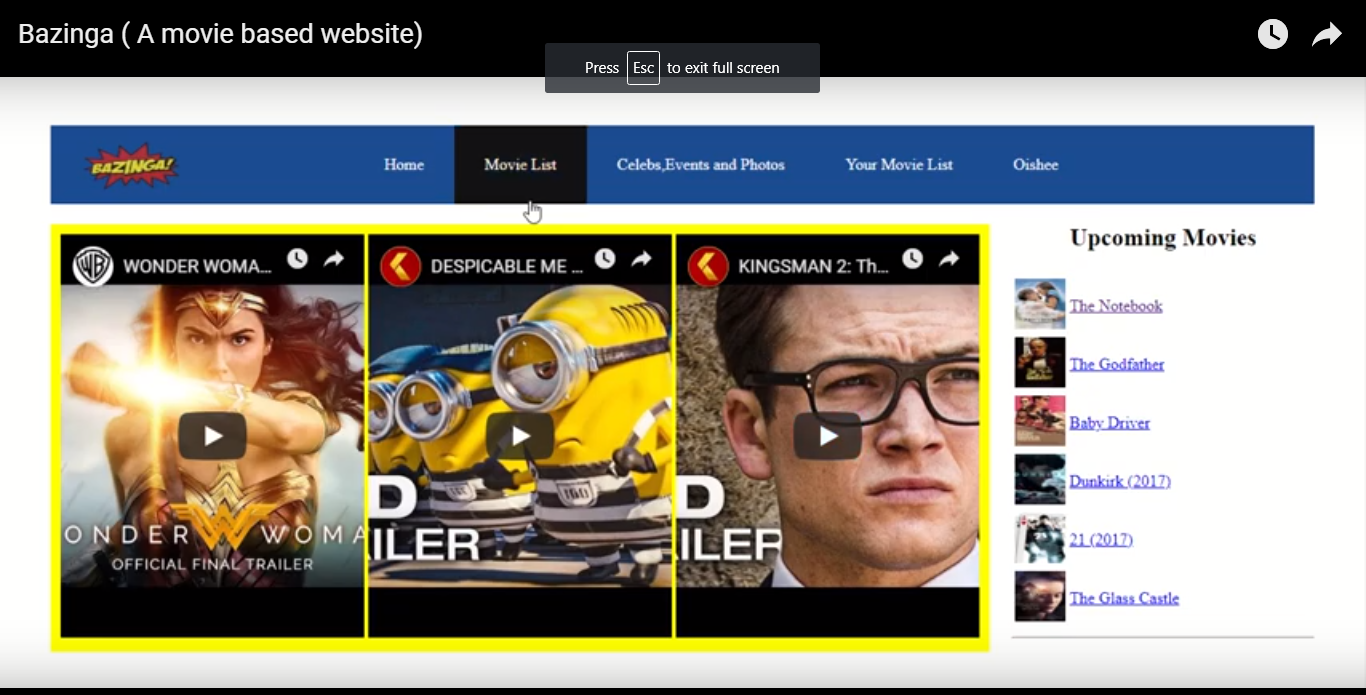 Bazinga ( A movie based website)
Press Esc to exit full screen
BAZINGA!
Home
Movie List
Celebs,Events and Photos
Your Movie List
Oishee
WONDER WOMA...
DESPICABLE ME ...
KINGSMAN 2: Th...
ONDER W WOMA
OFFICIAL FINAL TRAILER
160
D
ILER
D
ILER
Upcoming Movies
The Notebook
The Godfather
Baby Driver
Dunkirk (2017)
21 (2017)
The Glass Castle